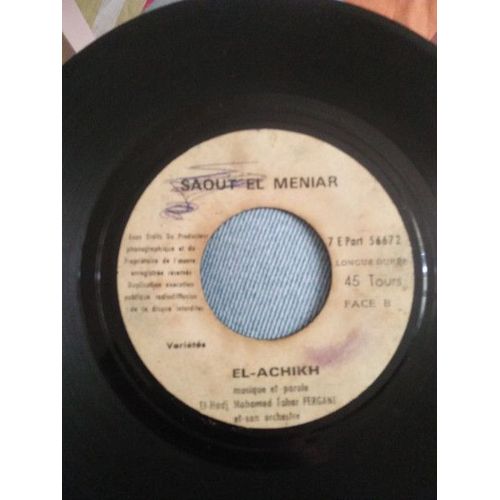 SAOUT EL MENIAR
Tous Droits Du Producteur
phonographique et du
Propriétaire de l'œuvre
enregistrée réservés
Duplication exécution
publique radiodiffusion
de ce disque interdites
7 E Part 56672
LONGUE DURÉE
45 Tours
FACE B
Variétés
EL-ACHIKH
musique et parole
El-Hadj Mohamed Tahar FERGANI
et son orchestre